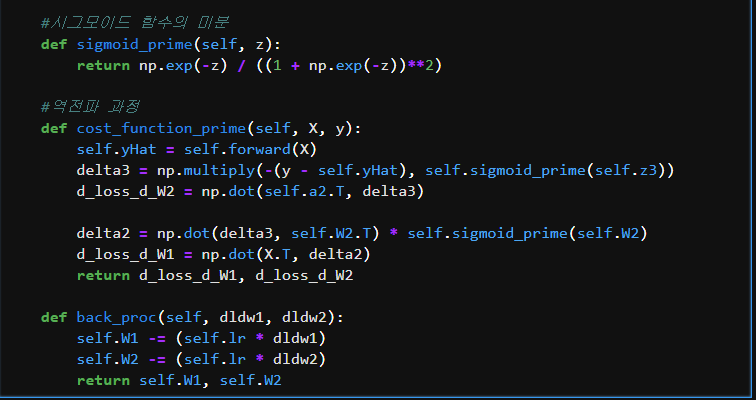 #시그모이드 함수의 미분
def sigmoid_prime(self, z):
    return np.exp(-z) / ((1 + np.exp(-z))**2)

#역전파 과정
def cost_function_prime(self, X, y):
    self.yHat = self.forward(X)
    delta3 = np.multiply(-(y - self.yHat), self.sigmoid_prime(self.z3))
    d_loss_d_W2 = np.dot(self.a2.T, delta3)

    delta2 = np.dot(delta3, self.W2.T) * self.sigmoid_prime(self.W2)
    d_loss_d_W1 = np.dot(X.T, delta2)
    return d_loss_d_W1, d_loss_d_W2

def back_proc(self, dldw1, dldw2):
    self.W1 -= (self.lr * dldw1)
    self.W2 -= (self.lr * dldw2)
    return self.W1, self.W2